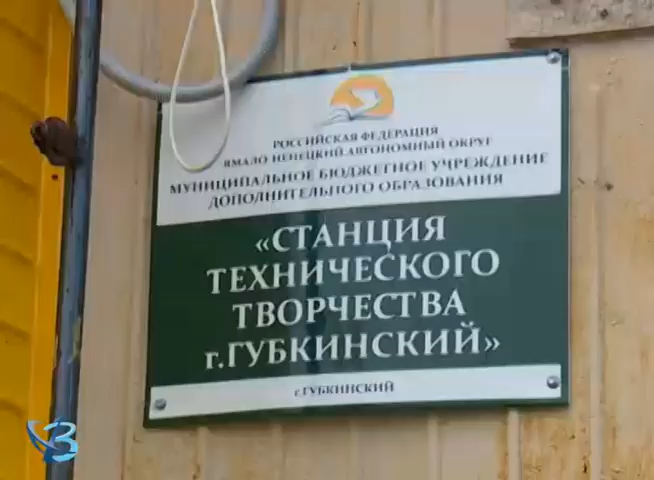 РОССИЙСКАЯ ФЕДЕРАЦИЯ
ЯМАЛО НЕНЕЦКИЙ АВТОНОМНЫЙ ОКРУГ
МУНИЦИПАЛЬНОЕ БЮДЖЕТНОЕ УЧРЕЖДЕНИЕ
ДОПОЛНИТЕЛЬНОГО ОБРАЗОВАНИЯ
«СТАНЦИЯ
ТЕХНИЧЕСКОГО
ТВОРЧЕСТВА
г.ГУБКИНСКИЙ»
г.ГУБКИНСКИЙ